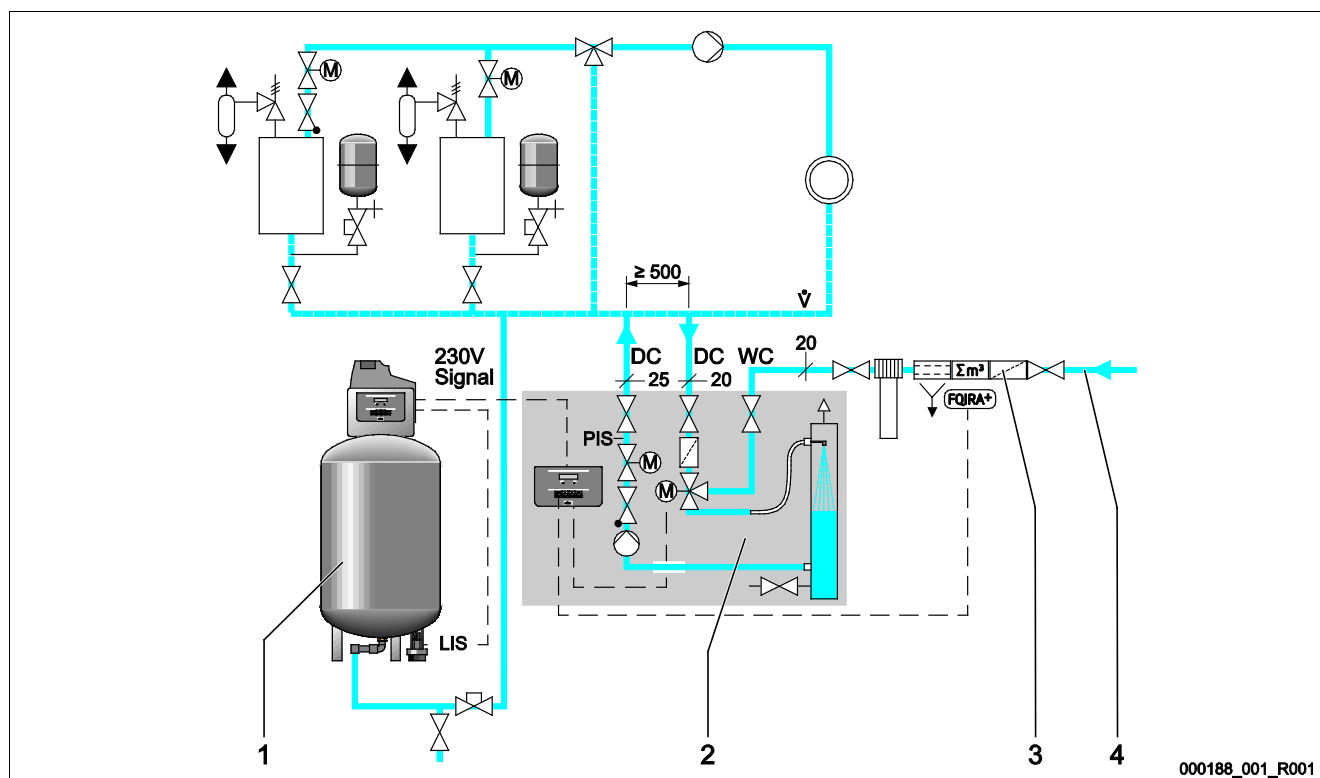 M
M
≥ 500
V̇
230V
Signal
DC
DC
WC
20
25
20
Σm³
FQIRA+
PIS
M
M
LIS
1
2
3
4
000188_001_R001